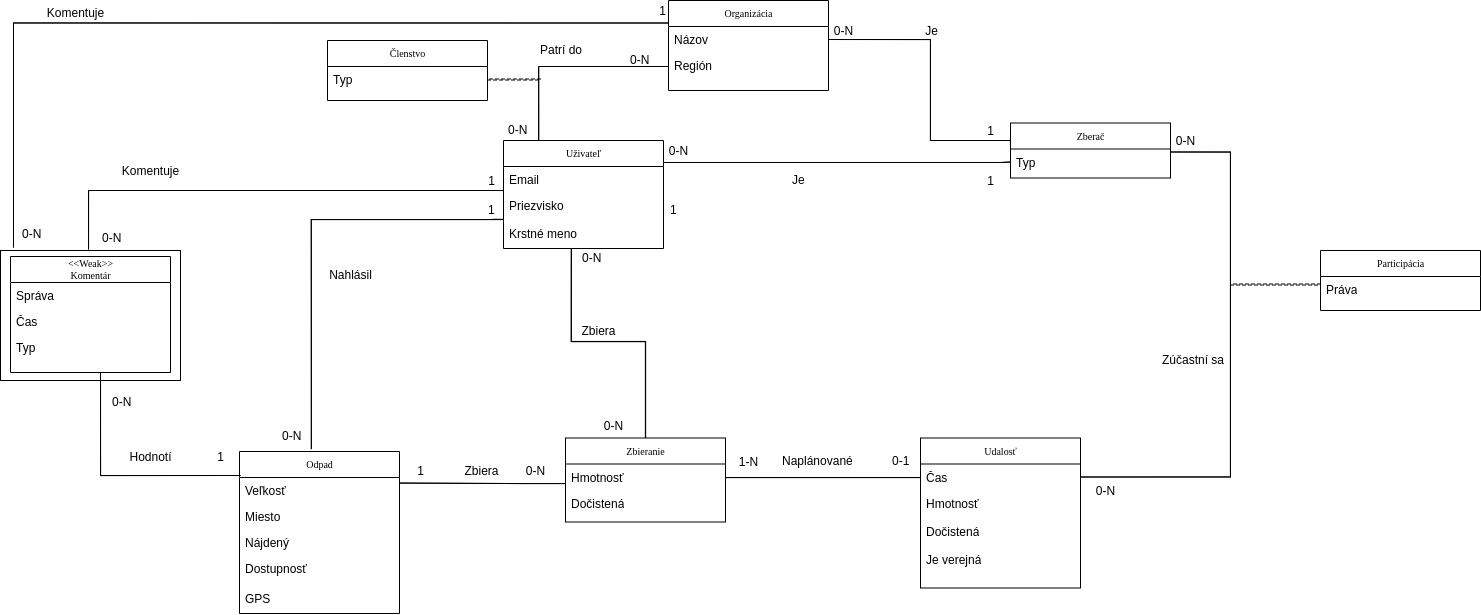 Komentuje
1
Organizácia
Názov
Región
0-N
Je
Členstvo
Typ
Patrí do
0-N
0-N
1
Zberač
Typ
0-N
Užívateľ
Email
Priezvisko
Krstné meno
0-N
Je
1
Komentuje
1
1
1
0-N
0-N
0-N
<<Weak>>
Komentár
Správa
Čas
Typ
Nahlásil
Participácia
Práva
Zbiera
Zúčastní sa
0-N
0-N
0-N
Hodnotí
1
Odpad
Veľkosť
Miesto
Nájdený
Dostupnosť
GPS
1
Zbiera
0-N
Zbieranie
Hmotnosť
Dočistená
1-N
Naplánované
0-1
Udalosť
Čas
Hmotnosť
Dočistená
Je verejná
0-N